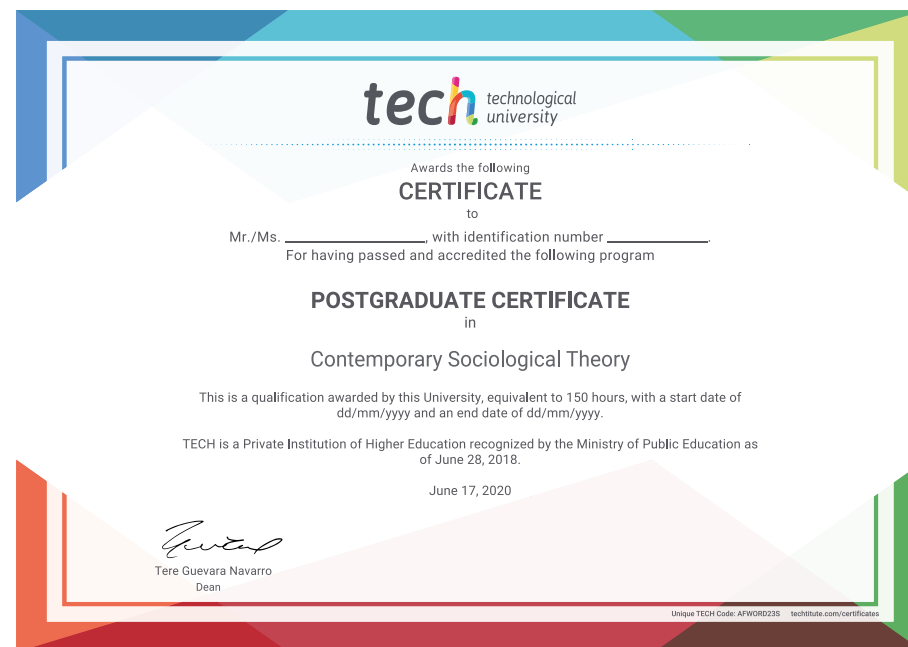 tech technological
university
Awards the following
CERTIFICATE
to
Mr./Ms. ____________________, with identification number ______________.
For having passed and accredited the following program
POSTGRADUATE CERTIFICATE
in
Contemporary Sociological Theory
This is a qualification awarded by this University, equivalent to 150 hours, with a start date of
dd/mm/yyyy and an end date of dd/mm/yyyy.
TECH is a Private Institution of Higher Education recognized by the Ministry of Public Education as
of June 28, 2018.
June 17, 2020
Tere Guevara Navarro
Dean
Unique TECH Code: AFWORD23S techtitute.com/certificates